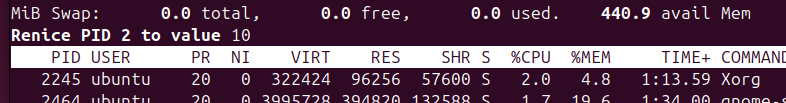 MiB Swap: 0.0 total, 0.0 free, 0.0 used. 440.9 avail Mem
Renice PID 2 to value 10
PID USER PR NI VIRT RES SHR S %CPU %MEM TIME+ COMMAND
2245 ubuntu 20 0 322424 96256 57600 S 2.0 4.8 1:13.59 Xorg
2464 ubuntu 20 0 3995728 394820 132588 S 1.7 19.6 1:34.00